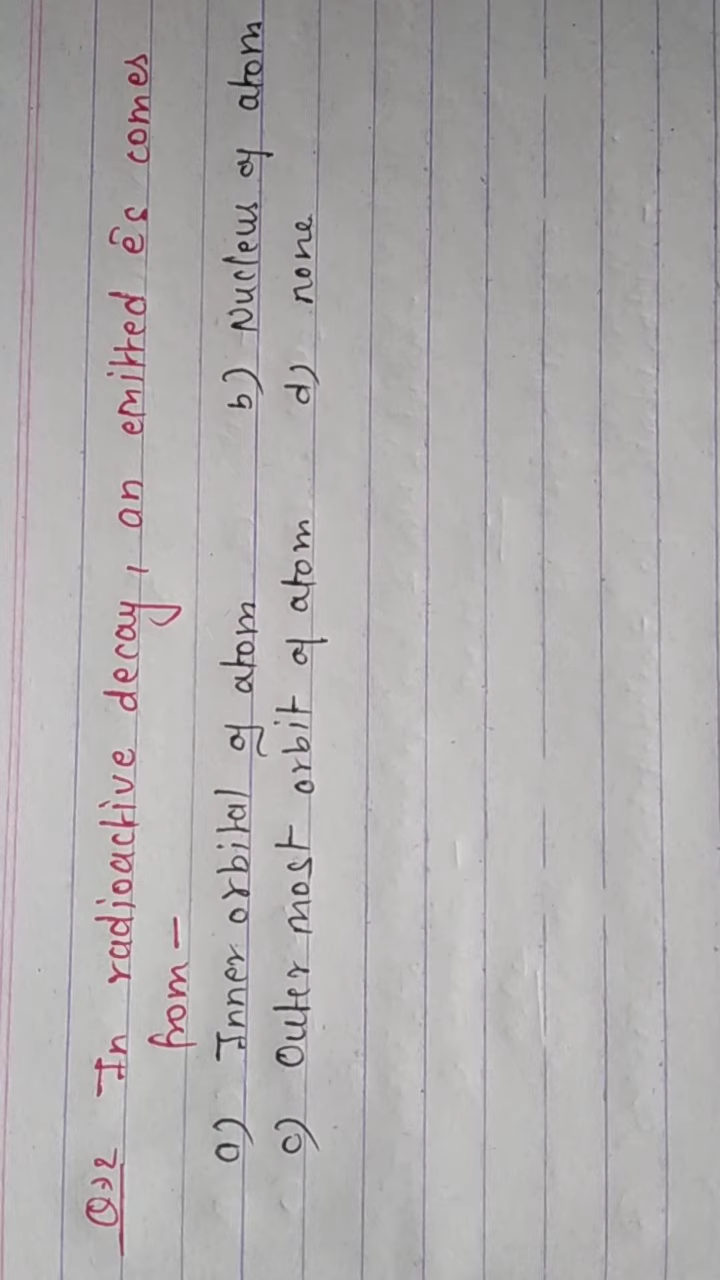 Q→2 In radioactive decay, an emitted ēs comes
from -
a) Inner orbital of atom b) Nucleus of atom
c) Outer most orbit of atom d) none